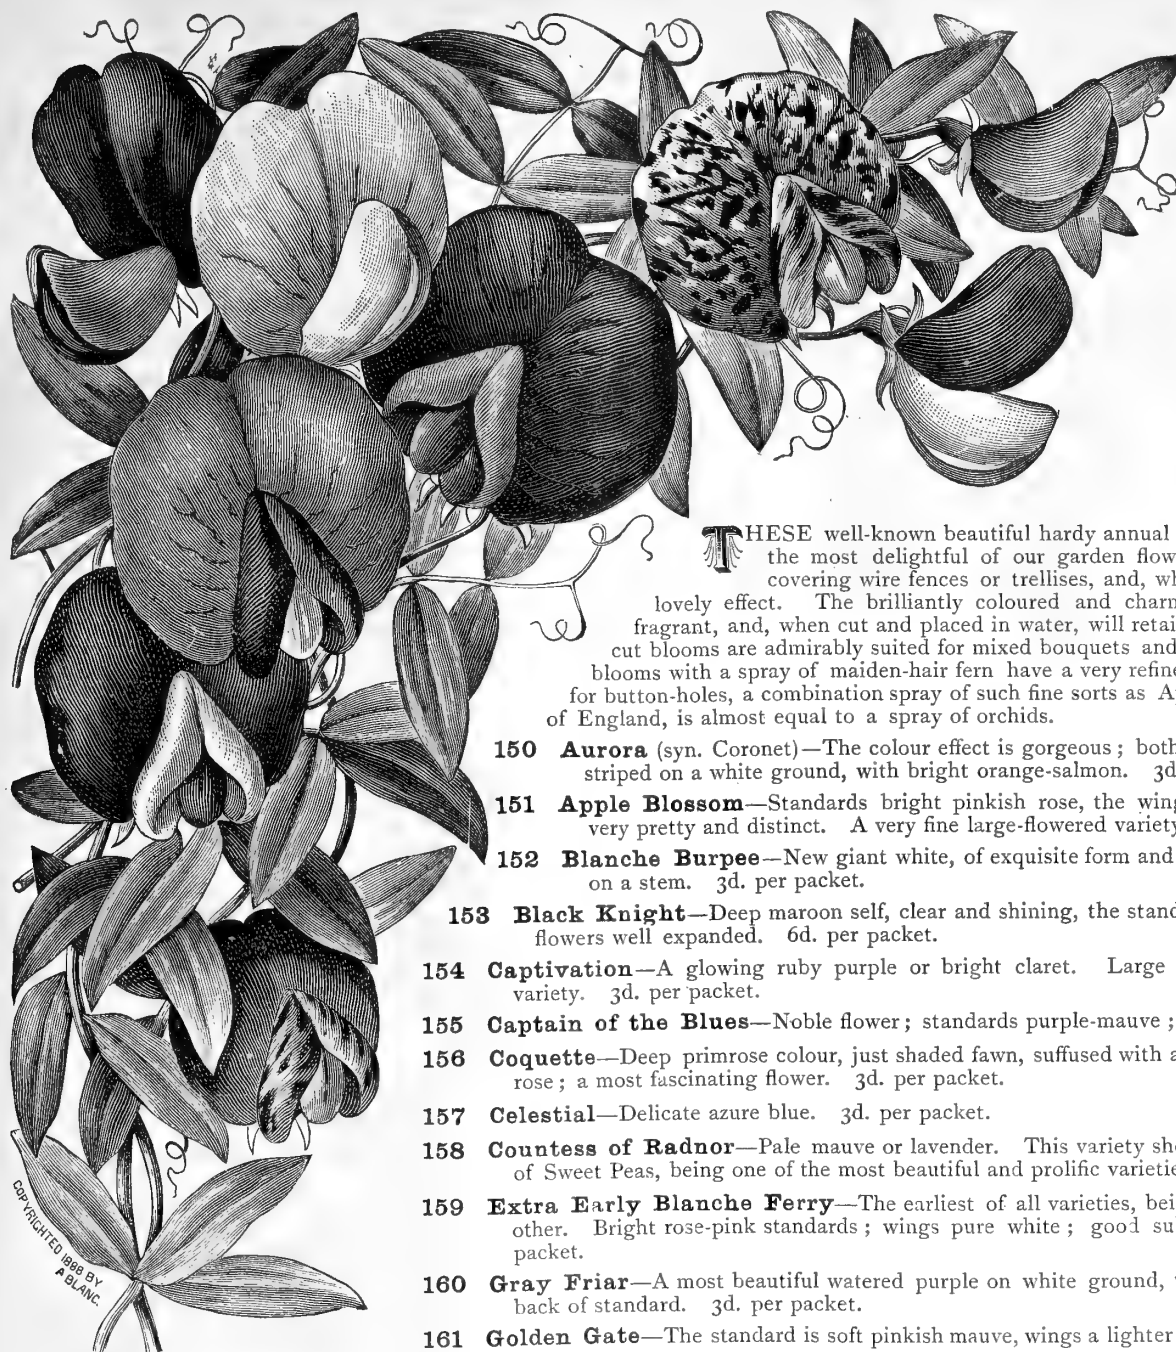 THESE well-known beautiful hardy annual
the most delightful of our garden flow
covering wire fences or trellises, and, wh
lovely effect. The brilliantly coloured and charm
fragrant, and, when cut and placed in water, will retai
cut blooms are admirably suited for mixed bouquets and
blooms with a spray of maiden-hair fern have a very refine
for button-holes, a combination spray of such fine sorts as A
of England, is almost equal to a spray of orchids.
150 Aurora (syn. Coronet)—The colour effect is gorgeous; both
striped on a white ground, with bright orange-salmon. 3d
151 Apple Blossom—Standards bright pinkish rose, the wing
very pretty and distinct. A very fine large-flowered variety
152 Blanche Burpee—New giant white, of exquisite form and
on a stem. 3d. per packet.
153 Black Knight—Deep maroon self, clear and shining, the stand
flowers well expanded. 6d. per packet.
154 Captivation—A glowing ruby purple or bright claret. Large
variety. 3d. per packet.
155 Captain of the Blues—Noble flower; standards purple-mauve;
156 Coquette—Deep primrose colour, just shaded fawn, suffused with a
rose; a most fascinating flower. 3d. per packet.
157 Celestial—Delicate azure blue. 3d. per packet.
158 Countess of Radnor—Pale mauve or lavender. This variety sho
of Sweet Peas, being one of the most beautiful and prolific varietie
159 Extra Early Blanche Ferry—The earliest of all varieties, bei
other. Bright rose-pink standards; wings pure white; good su
packet.
160 Gray Friar—A most beautiful watered purple on white ground,
back of standard. 3d. per packet.
161 Golden Gate—The standard is soft pinkish mauve, wings a lighter
COPYRIGHTED 1888 BY
A BLANC.